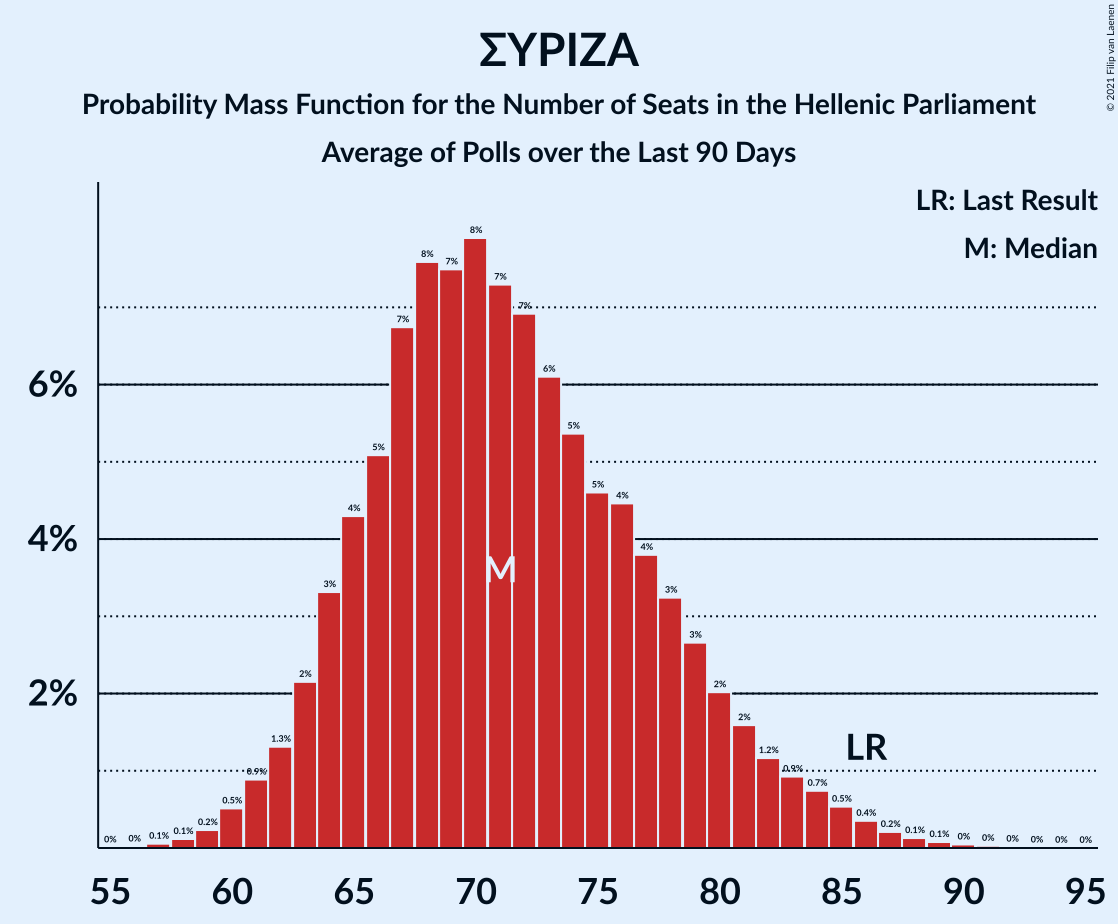 ΣΥΡΙΖΑ
Probability Mass Function for the Number of Seats in the Hellenic Parliament
Average of Polls over the Last 90 Days
© 2021 Filip van Laenen
LR: Last Result
M: Median
6%
4%
2%
0% 0% 0.1% 0.1% 0.2% 0.5% 0.9% 1.3% 2% 3% 4% 5% 7% 8% 7% 8% 7% 7% 6% 5% 5% 4% 4% 3% 3% 2% 2% 1.2% 0.9% 0.7% 0.5% 0.4% 0.2% 0.1% 0.1% 0% 0% 0% 0% 0% 0%
M
LR
55 60 65 70 75 80 85 90 95